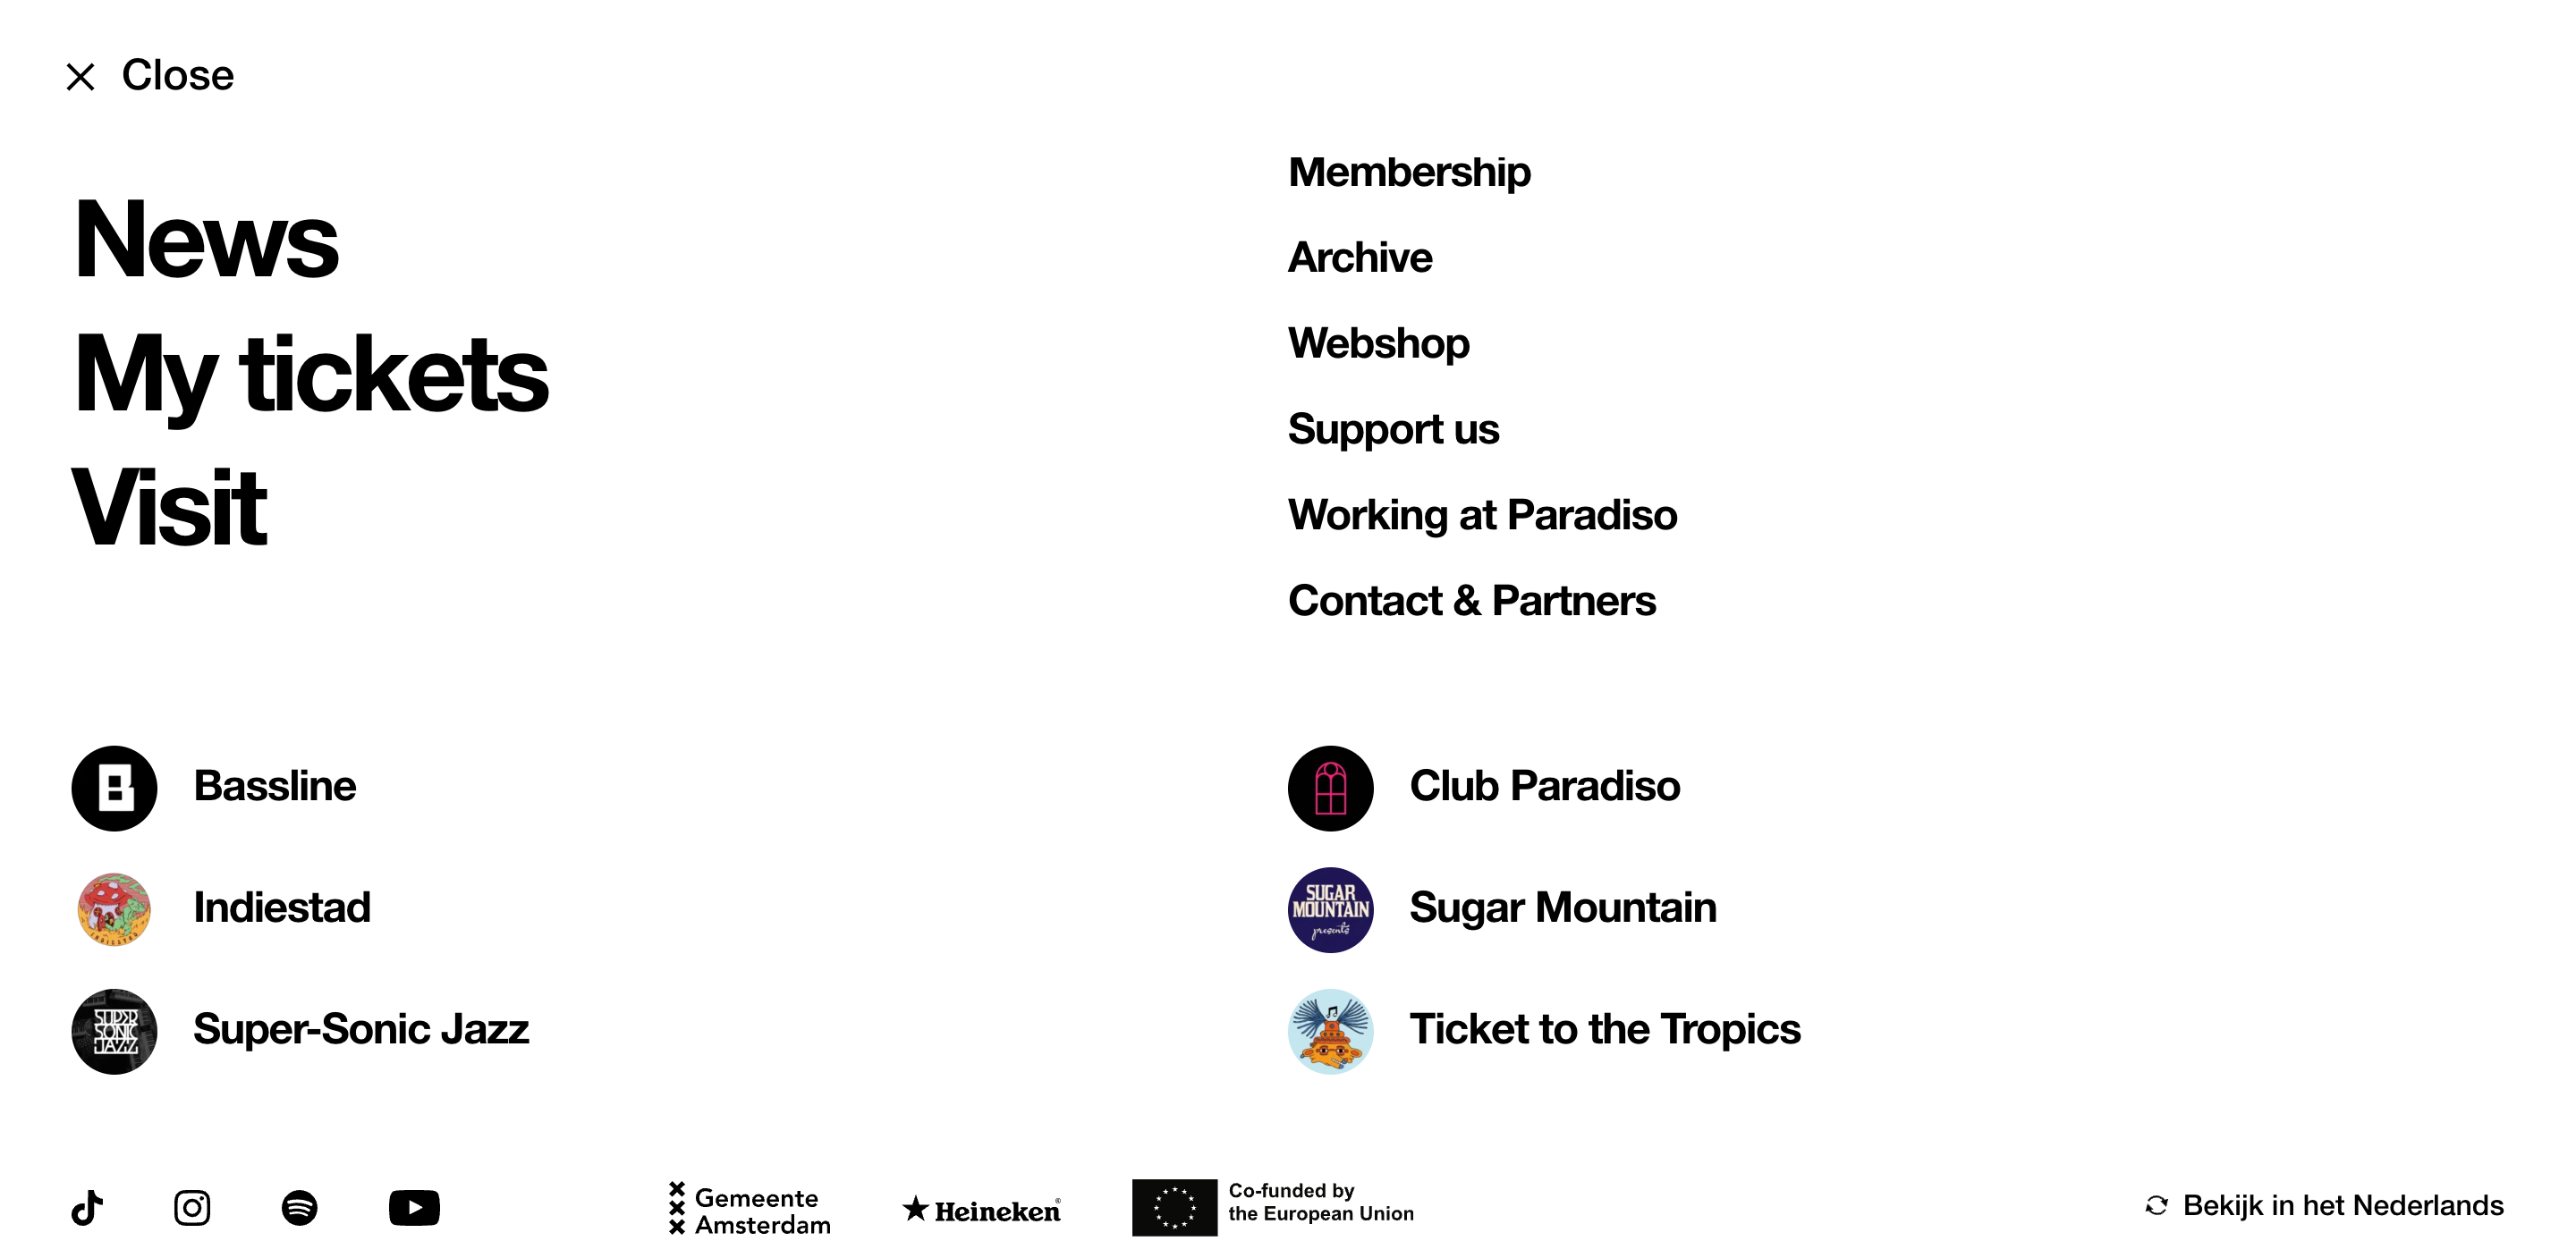 Close
News
My tickets
Visit
Membership
Archive
Webshop
Support us
Working at Paradiso
Contact & Partners
B
Bassline
INDIESTAD
Indiestad
SUPER
SONIC
JAZZ
Super-Sonic Jazz
Club Paradiso
SUGAR
MOUNTAIN
presents
Sugar Mountain
Ticket to the Tropics
Gemeente
Amsterdam
Heineken®
Co-funded by
the European Union
Bekijk in het Nederlands